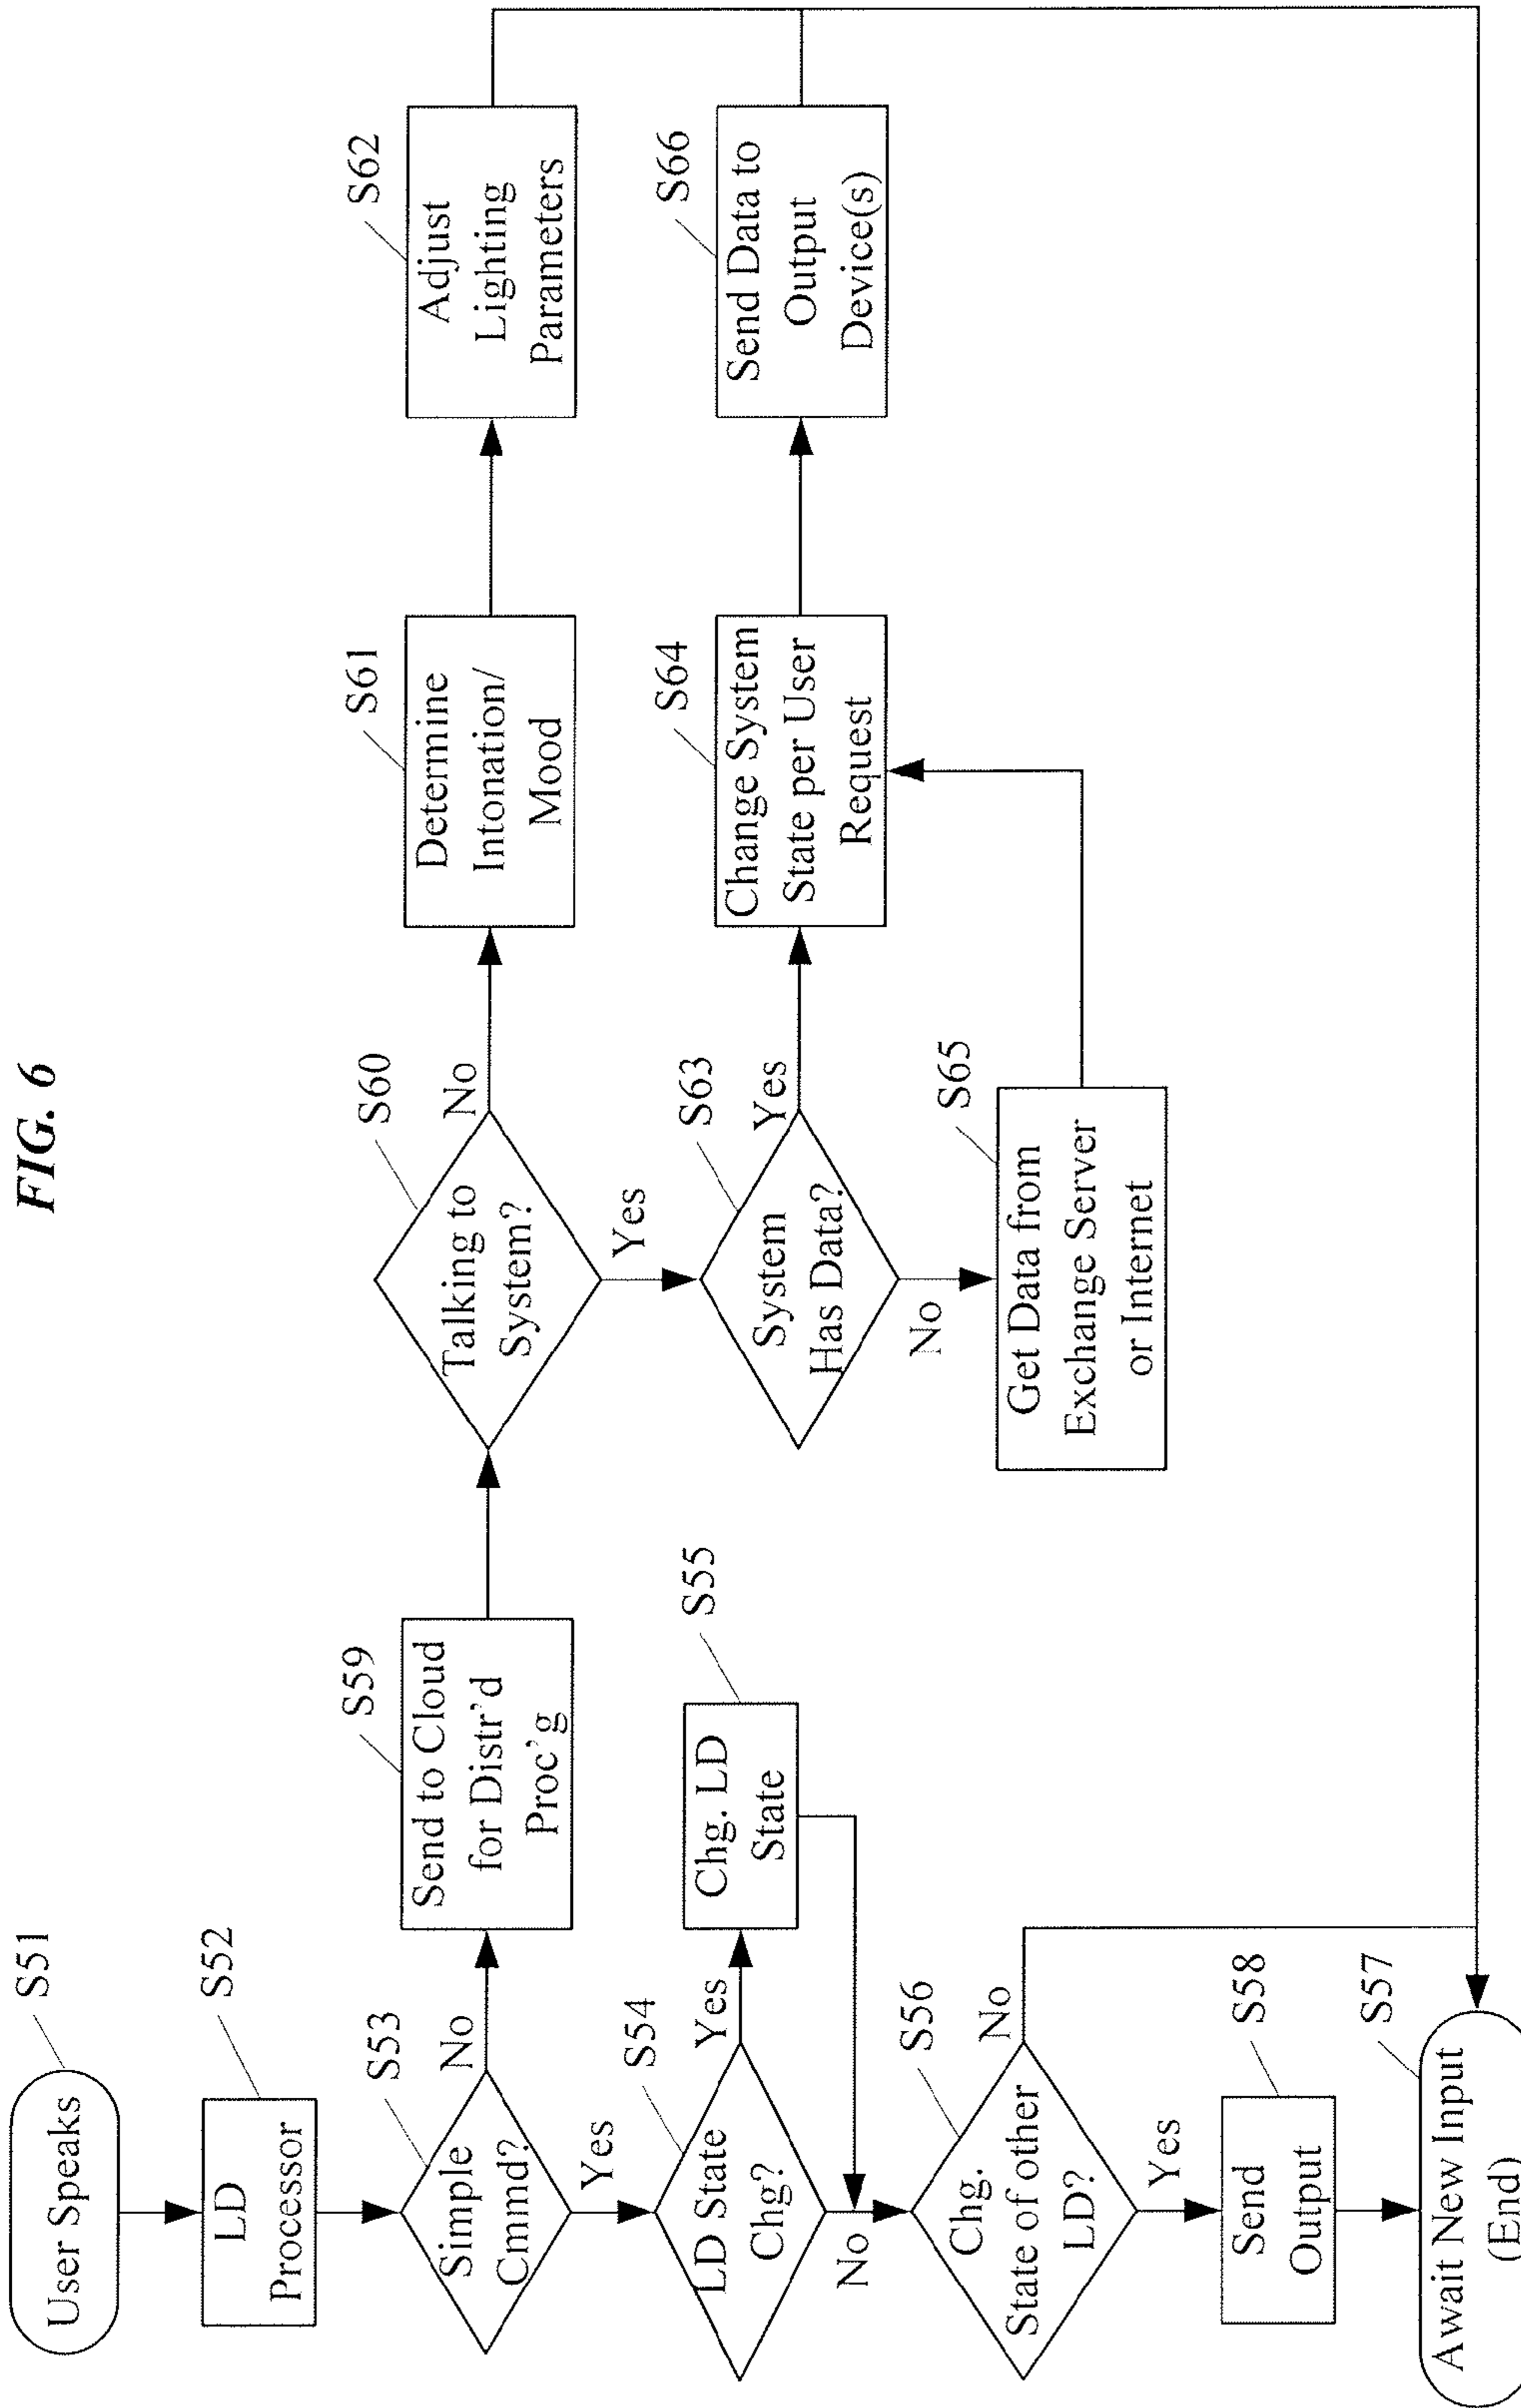 FIG. 6
User Speaks
S51
LD
Processor
S52
Simple
Cmmd?
S53
No
Yes
LD State
Chg?
S54
Yes
No
Chg. LD
State
S55
Chg.
State of other
LD?
S56
No
Yes
Send
Output
S58
Await New Input
(End)
S57
Send to Cloud
for Distr'd
Proc'g
S59
Talking to
System?
S60
No
Yes
Determine
Intonation/
Mood
S61
Adjust
Lighting
Parameters
S62
System
Has Data?
S63
Yes
No
Change System
State per User
Request
S64
Get Data from
Exchange Server
or Internet
S65
Send Data to
Output
Device(s)
S66